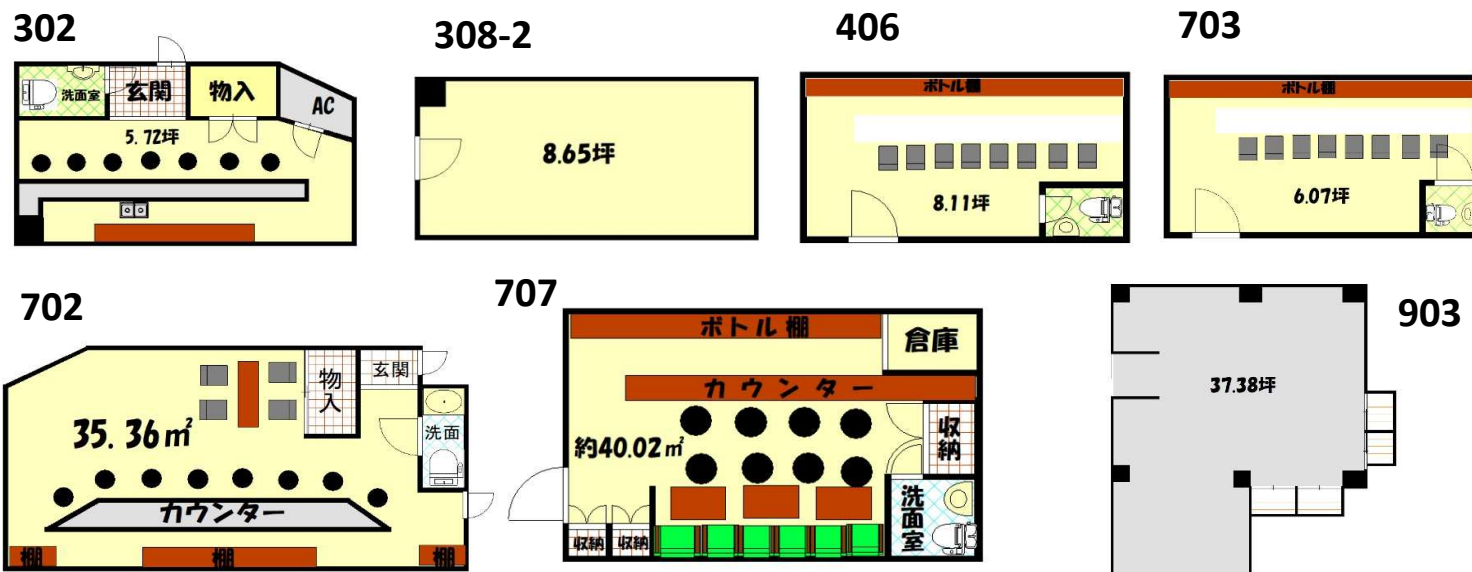 302
308-2
406
703
洗面室
玄関
物入
AC
5.72坪
8.65坪
ボトル棚
8.11坪
ボトル棚
6.07坪
702
707
903
物入
玄関
35.36㎡
洗面
カウンター
棚
棚
棚
ボトル棚
倉庫
カウンター
約40.02㎡
収納
洗面室
収納
収納
37.38坪